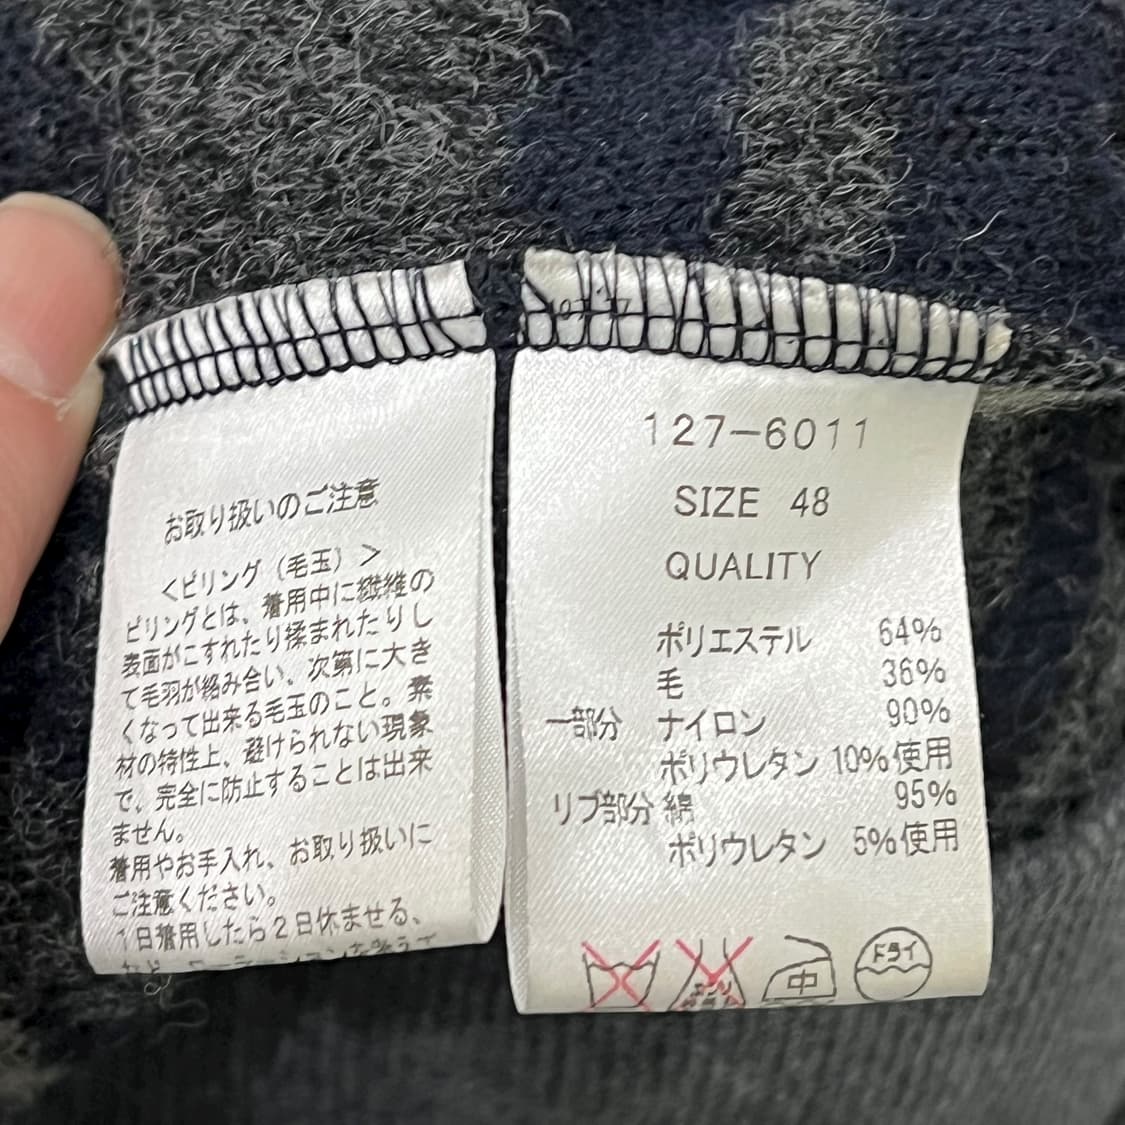 お取り扱いのご注意
＜ピリング（毛玉）＞
ピリングとは、着用中に繊維の
表面がこすれたり揉まれたりし
て毛羽が絡み合い、次第に大き
くなって出来る毛玉のこと。素
材の特性上、避けられない現象
で、完全に防止することは出来
ません。
着用やお手入れ、お取り扱いに
ご注意ください。
１日着用したら２日休ませる、
127-6011
SIZE 48
QUALITY
ポリエステル 64%
毛 36%
一部分 ナイロン 90%
ポリウレタン 10%使用
リブ部分 綿 95%
ポリウレタン 5%使用
中 ドライ